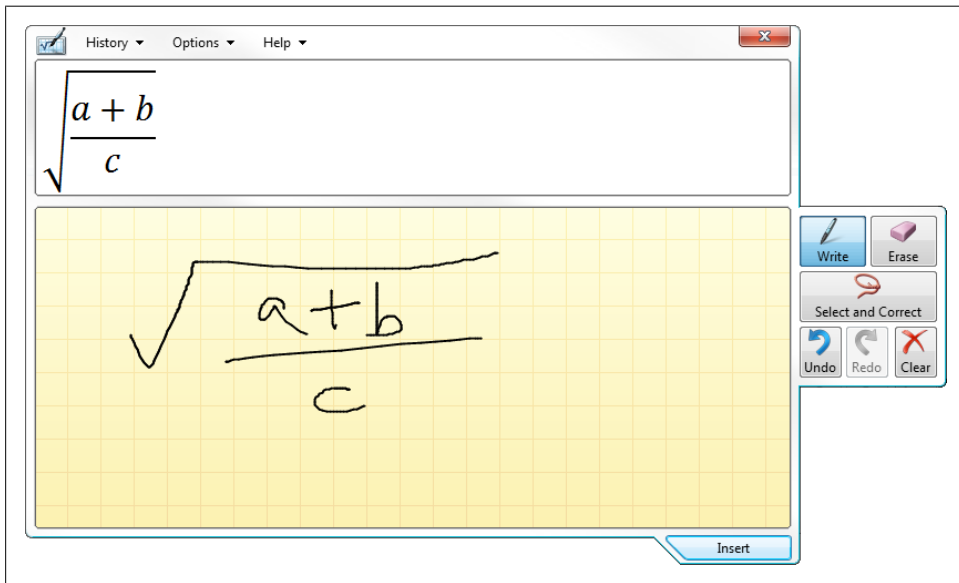 History Options Help
√((a + b)/c)
√((a+b)/c)
Write Erase
Select and Correct
Undo Redo Clear
Insert